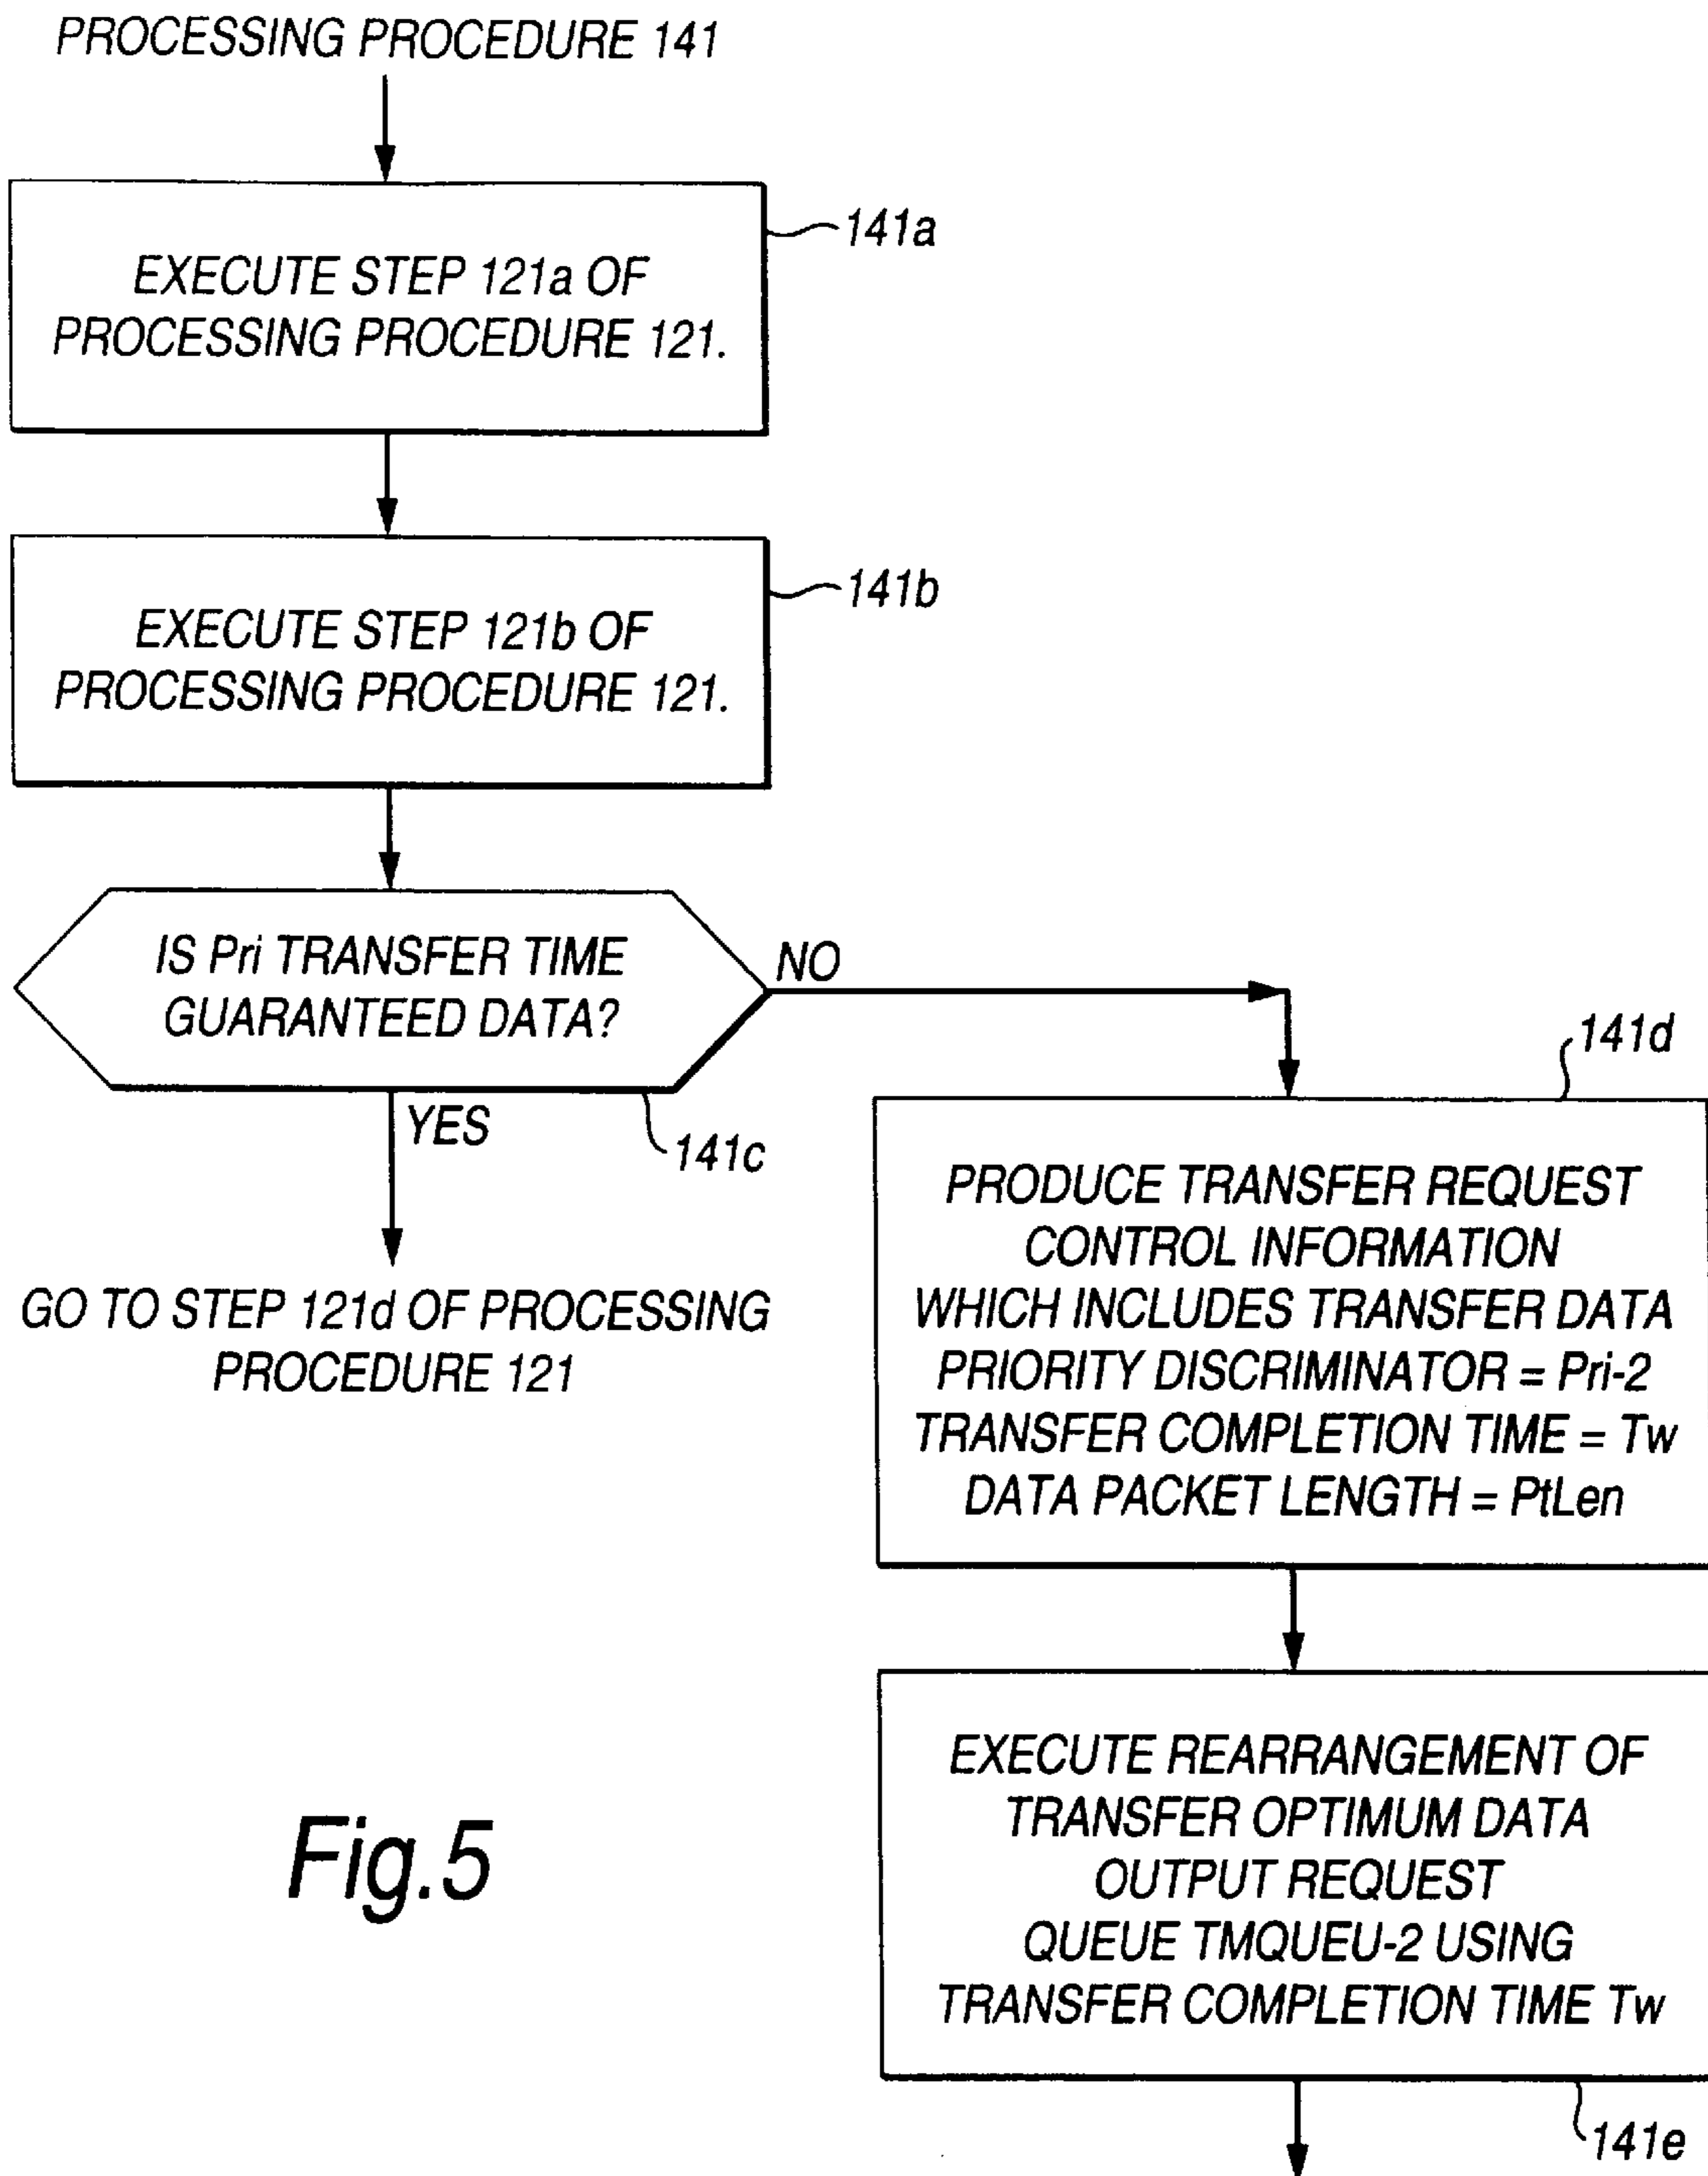 PROCESSING PROCEDURE 141
141a
EXECUTE STEP 121a OF
PROCESSING PROCEDURE 121.
141b
EXECUTE STEP 121b OF
PROCESSING PROCEDURE 121.
IS Pri TRANSFER TIME
GUARANTEED DATA?
NO
YES
141c
GO TO STEP 121d OF PROCESSING
PROCEDURE 121
141d
PRODUCE TRANSFER REQUEST
CONTROL INFORMATION
WHICH INCLUDES TRANSFER DATA
PRIORITY DISCRIMINATOR = Pri-2
TRANSFER COMPLETION TIME = Tw
DATA PACKET LENGTH = PtLen
EXECUTE REARRANGEMENT OF
TRANSFER OPTIMUM DATA
OUTPUT REQUEST
QUEUE TMQUEU-2 USING
TRANSFER COMPLETION TIME Tw
141e
Fig.5